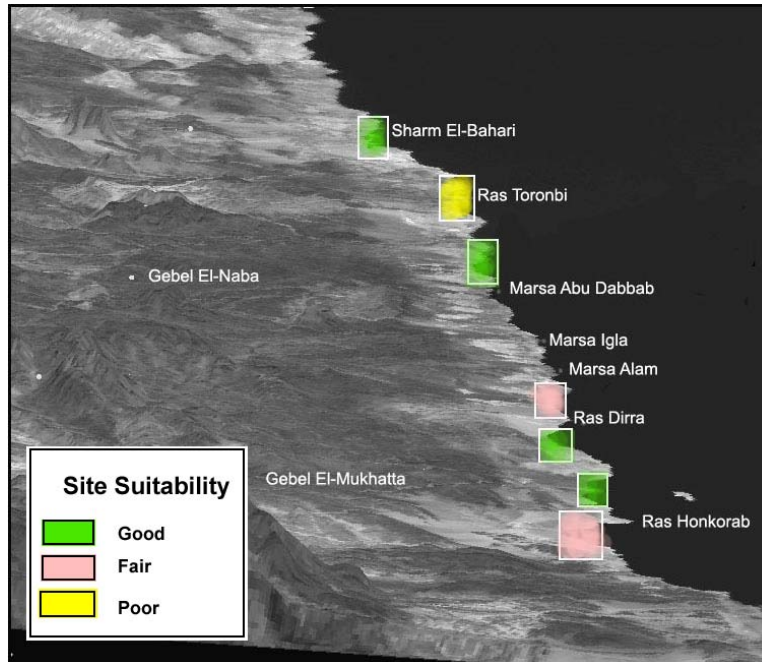 Sharm El-Bahari
Ras Toronbi
Gebel El-Naba
Marsa Abu Dabbab
Marsa Igla
Marsa Alam
Ras Dirra
Gebel El-Mukhatta
Ras Honkorab
Site Suitability
Good
Fair
Poor